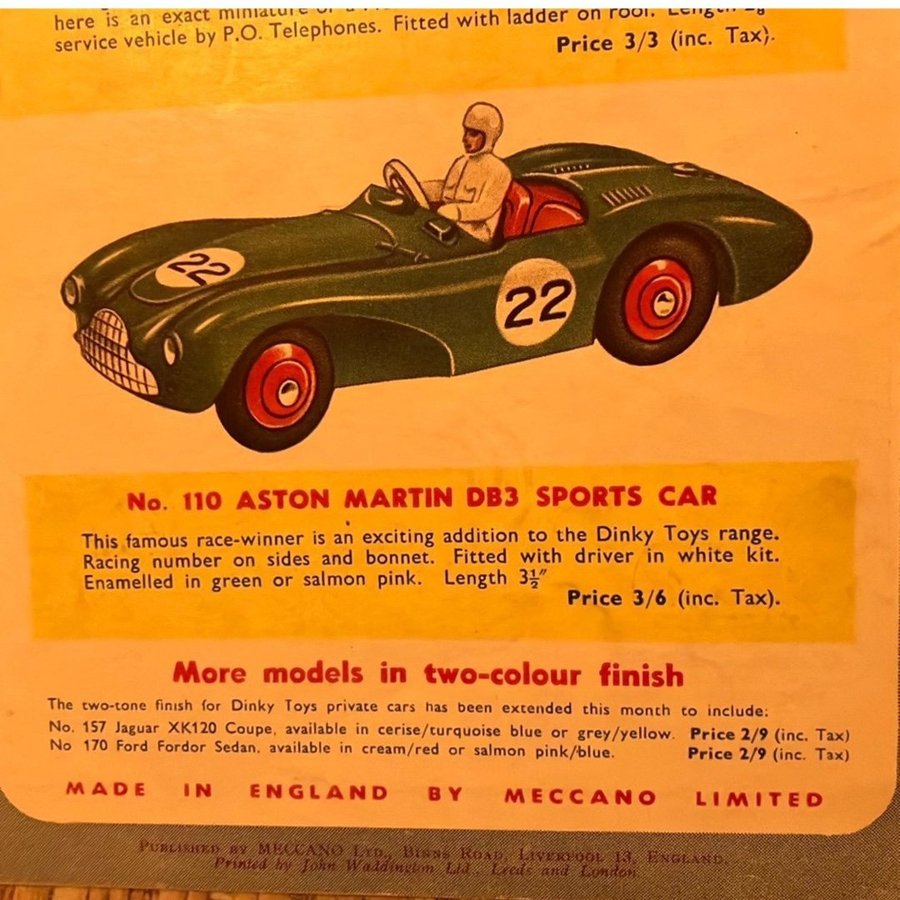 here is an exact miniature of a
service vehicle by P.O. Telephones. Fitted with ladder on roof. Length
Price 3/3 (inc. Tax).
22
22
No. 110 ASTON MARTIN DB3 SPORTS CAR
This famous race-winner is an exciting addition to the Dinky Toys range.
Racing number on sides and bonnet. Fitted with driver in white kit.
Enamelled in green or salmon pink. Length 3½″
Price 3/6 (inc. Tax).
More models in two-colour finish
The two-tone finish for Dinky Toys private cars has been extended this month to include:
No. 157 Jaguar XK120 Coupe, available in cerise/turquoise blue or grey/yellow. Price 2/9 (inc. Tax)
No 170 Ford Fordor Sedan, available in cream/red or salmon pink/blue. Price 2/9 (inc. Tax)
MADE IN ENGLAND BY MECCANO LIMITED
PUBLISHED BY MECCANO LTD., BINNS ROAD, LIVERPOOL 13, ENGLAND.
Printed by John Waddington Ltd., Leeds and London